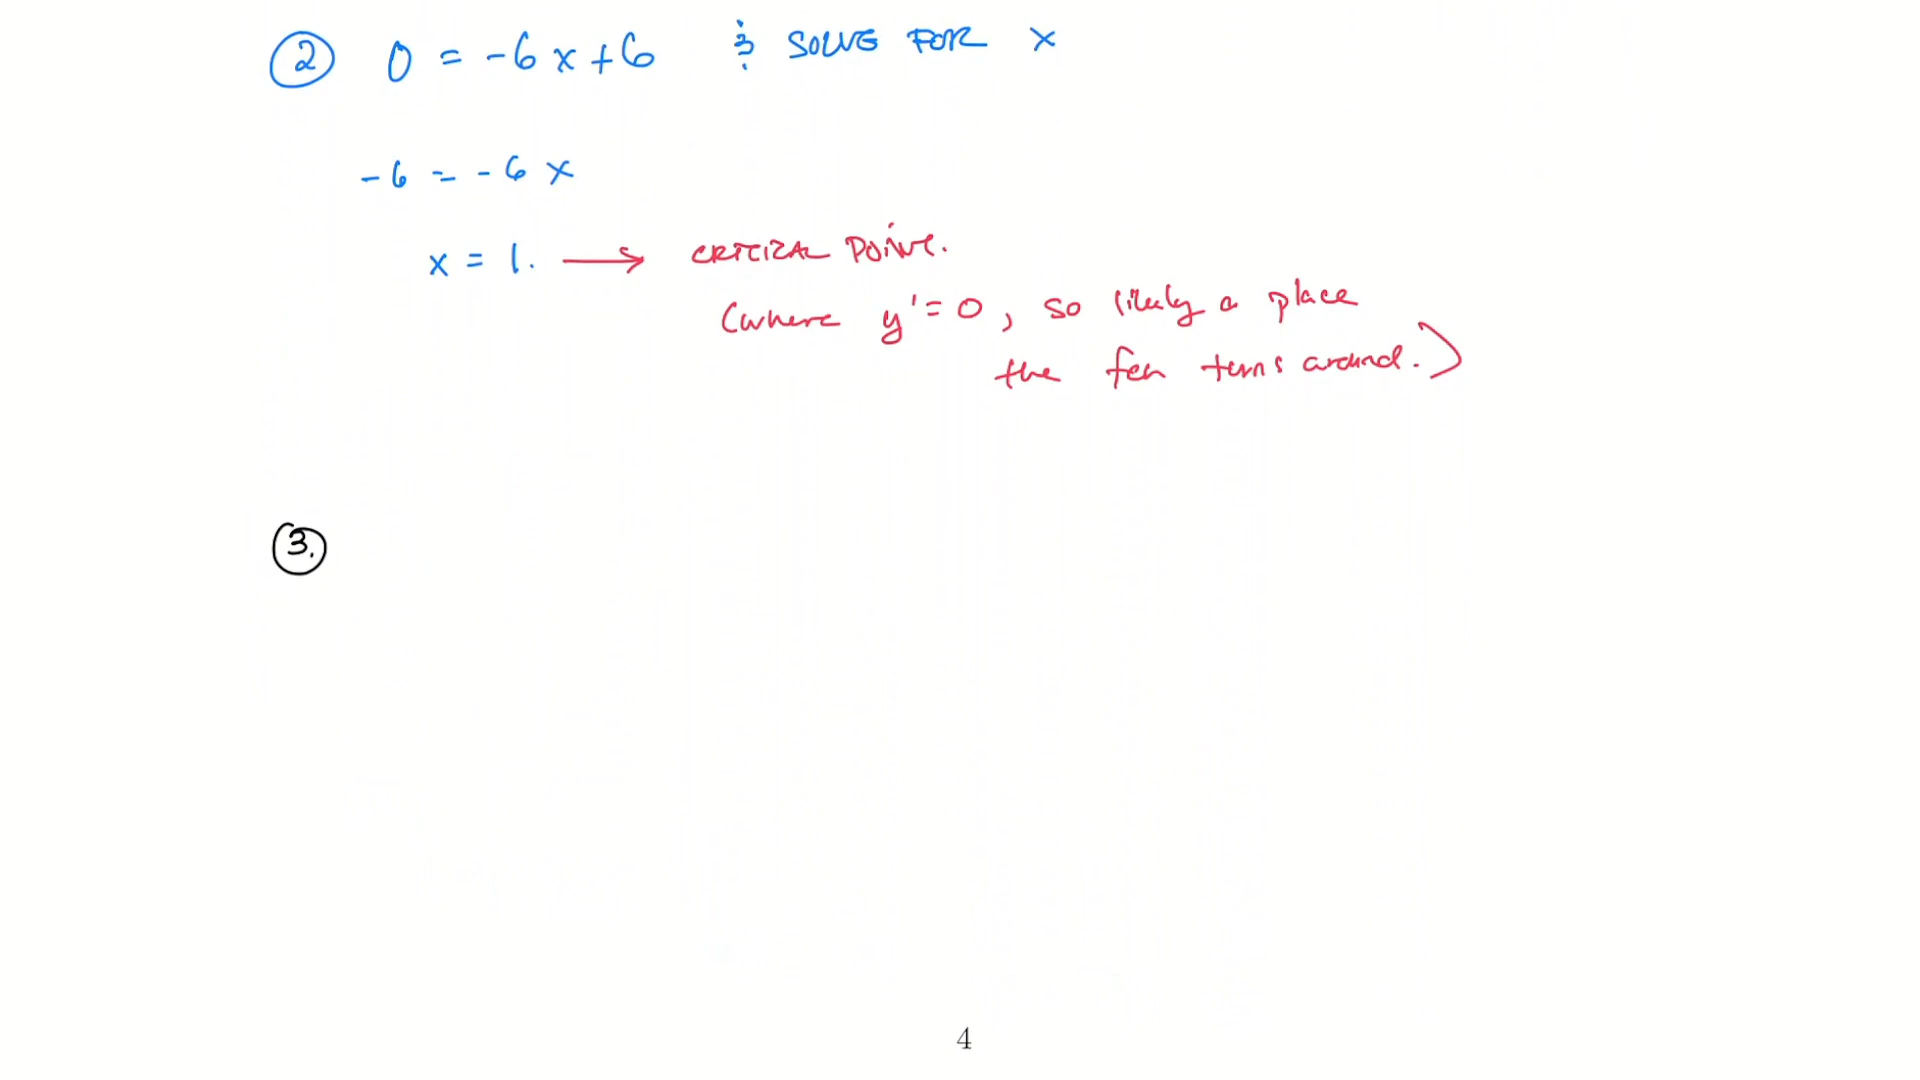 ② 0 = -6x+6 & SOLVE FOR x
-6 = -6x
x = 1. → CRITICAL POINT.
(where y'=0, so likely a place
the fcn turns around.)
③.
4